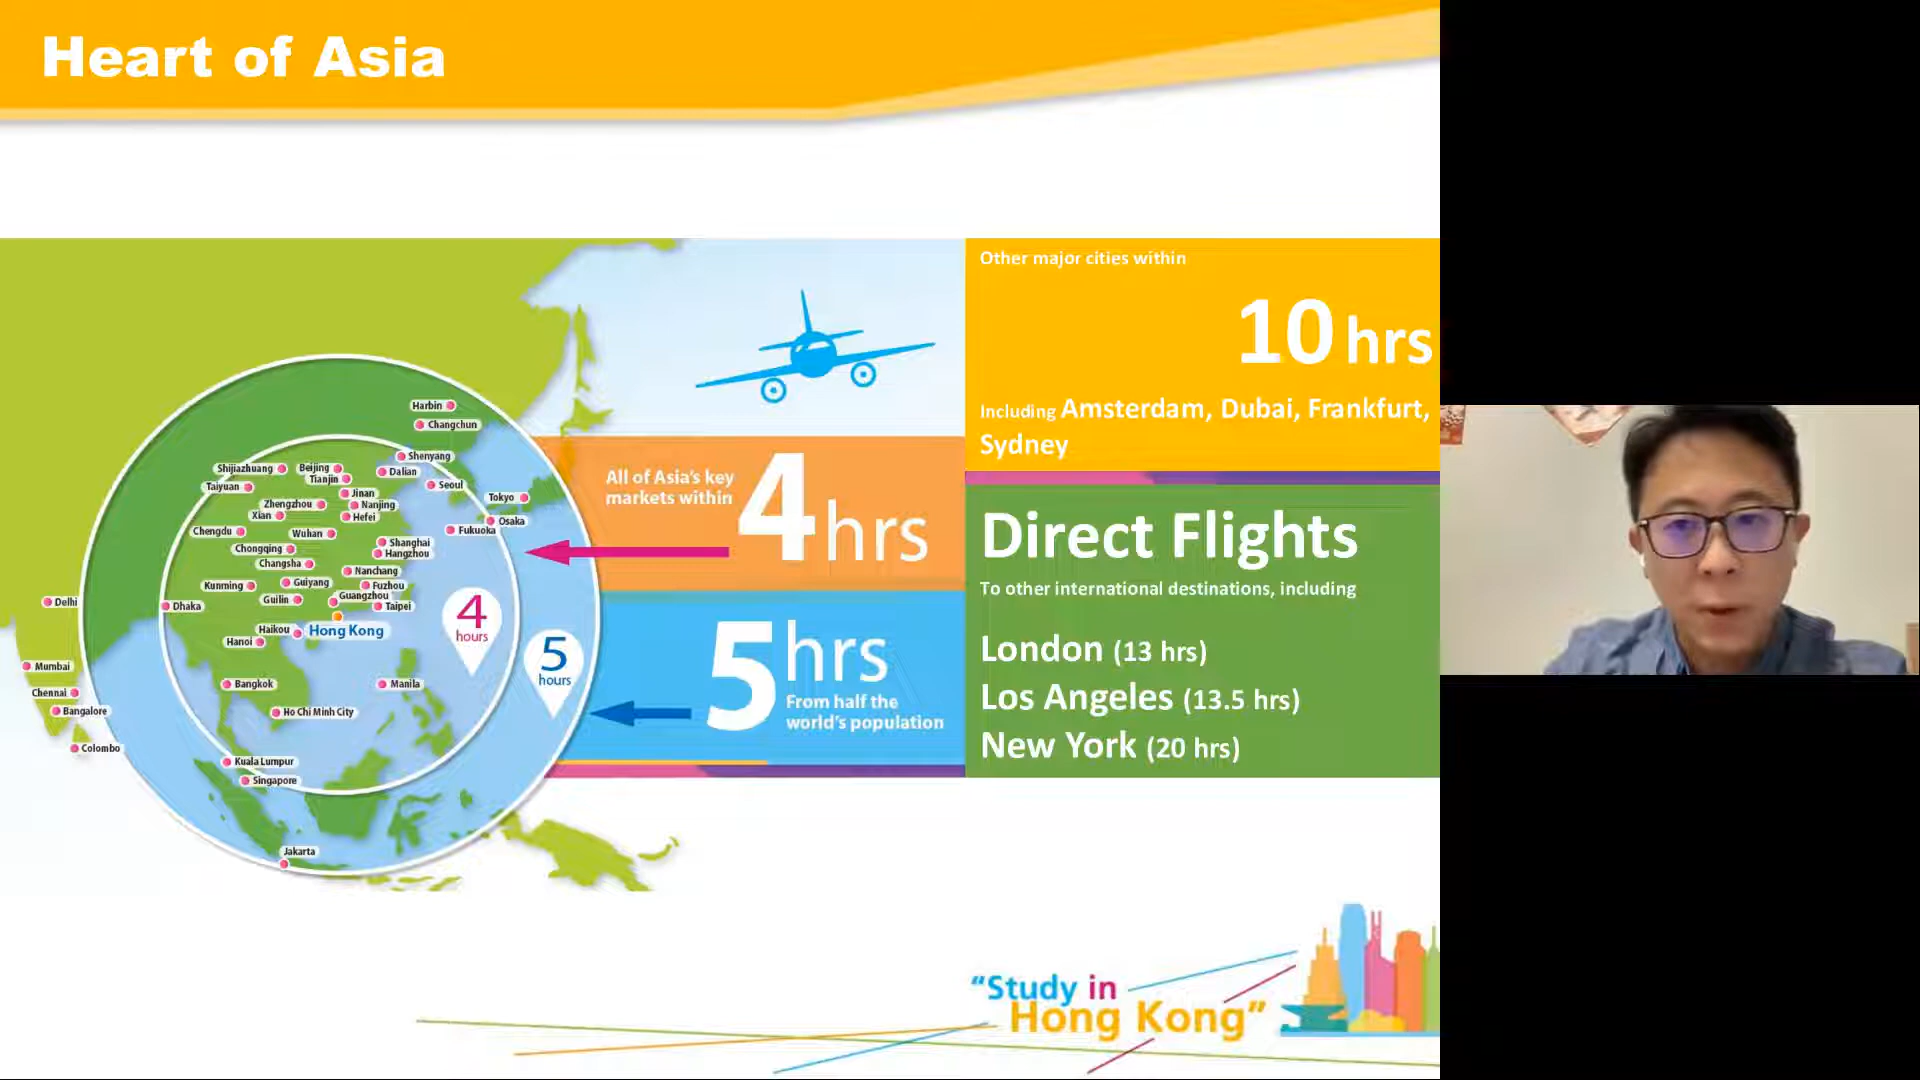 Heart of Asia
Harbin
Changchun
Shenyang
Shijiazhuang
Beijing
Dalian
Tianjin
Taiyuan
Seoul
Jinan
Tokyo
Zhengzhou
Nanjing
Xian
Hefei
Osaka
Chengdu
Wuhan
Fukuoka
Shanghai
Chongqing
Hangzhou
Changsha
Nanchang
Kunming
Guiyang
Fuzhou
Guilin
Guangzhou
Delhi
Dhaka
Taipei
Haikou
Hong Kong
Hanoi
Mumbai
Bangkok
Manila
Chennai
Bangalore
Ho Chi Minh City
Colombo
Kuala Lumpur
Singapore
Jakarta
4
hours
5
hours
All of Asia's key
markets within
4hrs
5hrs
From half the
world's population
Other major cities within
10 hrs
Including Amsterdam, Dubai, Frankfurt,
Sydney
Direct Flights
To other international destinations, including
London (13 hrs)
Los Angeles (13.5 hrs)
New York (20 hrs)
“Study in
Hong Kong”